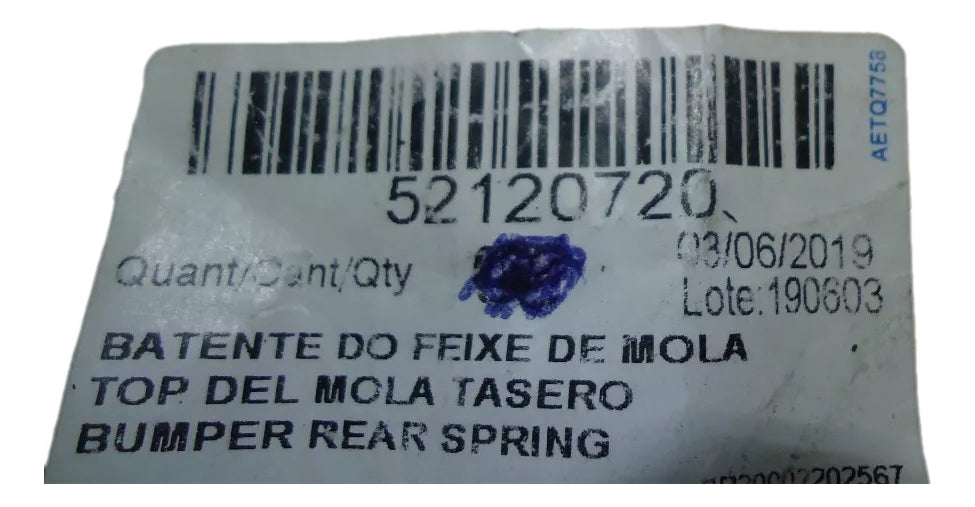 AETQ7758
52120720
Quant/Cant/Qty
03/06/2019
Lote:190603
BATENTE DO FEIXE DE MOLA
TOP DEL MOLA TASERO
BUMPER REAR SPRING